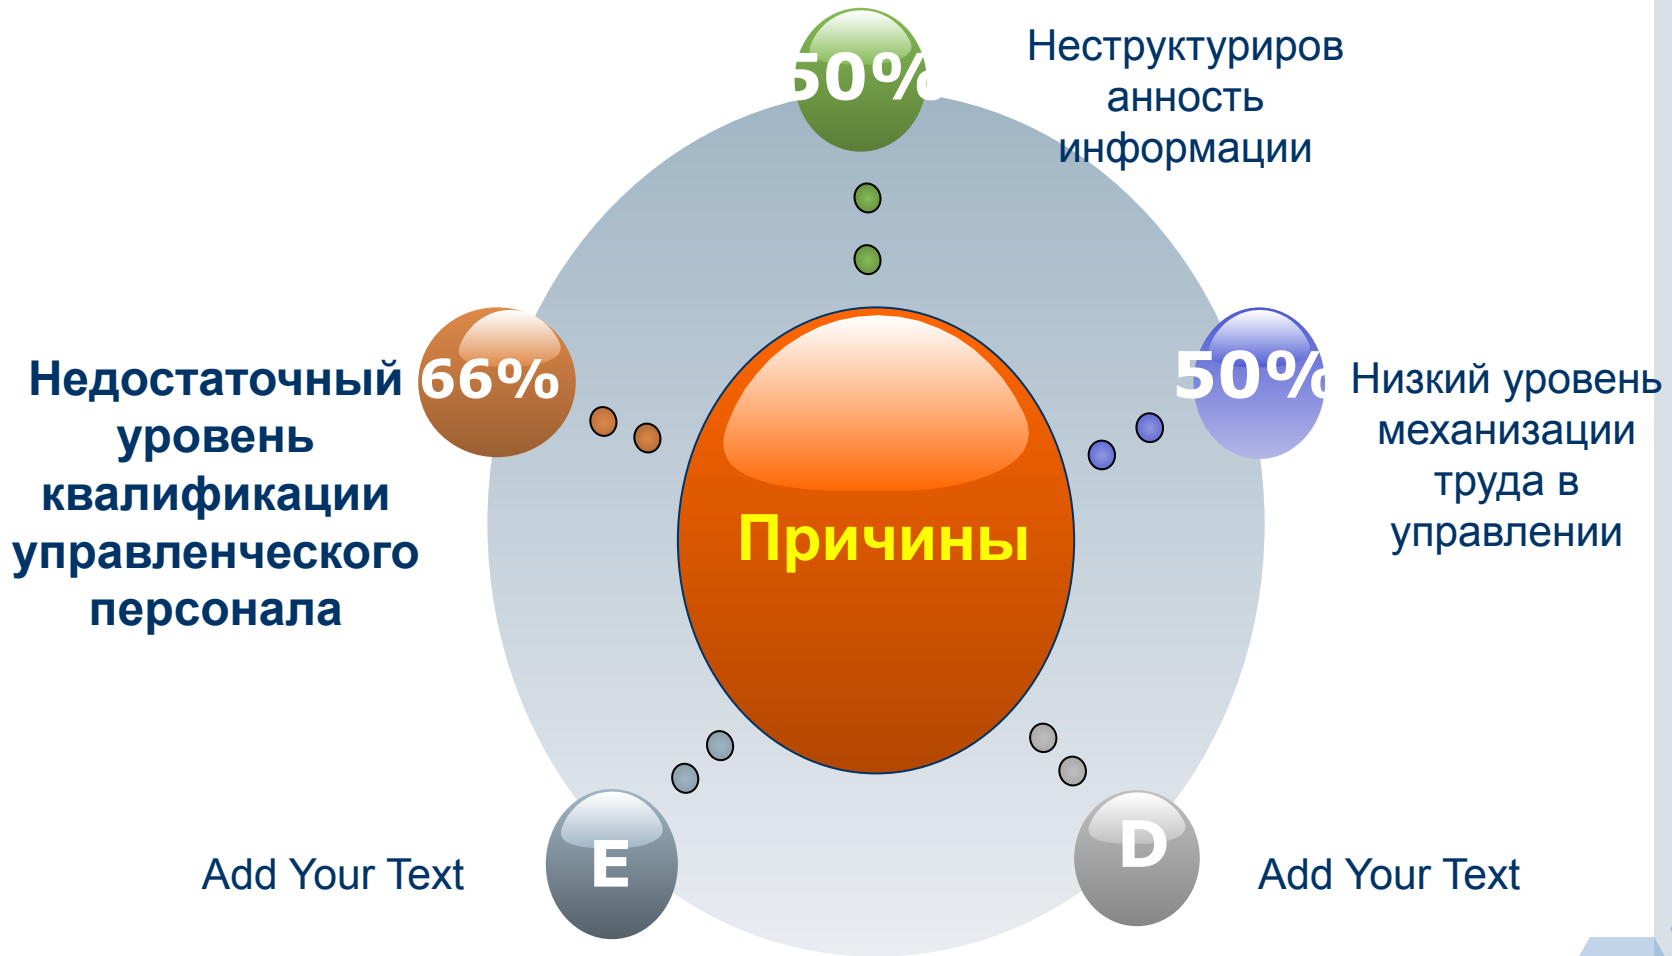 50%
Неструктуриров
анность
информации
66%
Недостаточный
уровень
квалификации
управленческого
персонала
50%
Низкий уровень
механизации
труда в
управлении
Причины
E
Add Your Text
D
Add Your Text